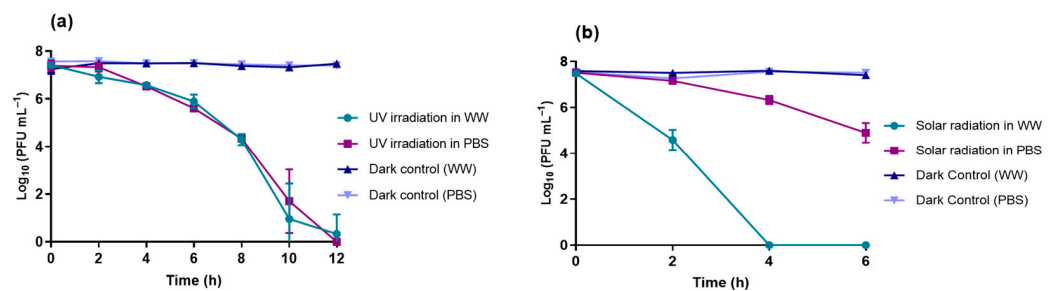 (a)
8
6
4
2
0
Log₁₀ (PFU mL⁻¹)
0 2 4 6 8 10 12
Time (h)
UV irradiation in WW
UV irradiation in PBS
Dark control (WW)
Dark control (PBS)
(b)
8
6
4
2
0
Log₁₀ (PFU mL⁻¹)
0 2 4 6
Time (h)
Solar radiation in WW
Solar radiation in PBS
Dark Control (WW)
Dark Control (PBS)